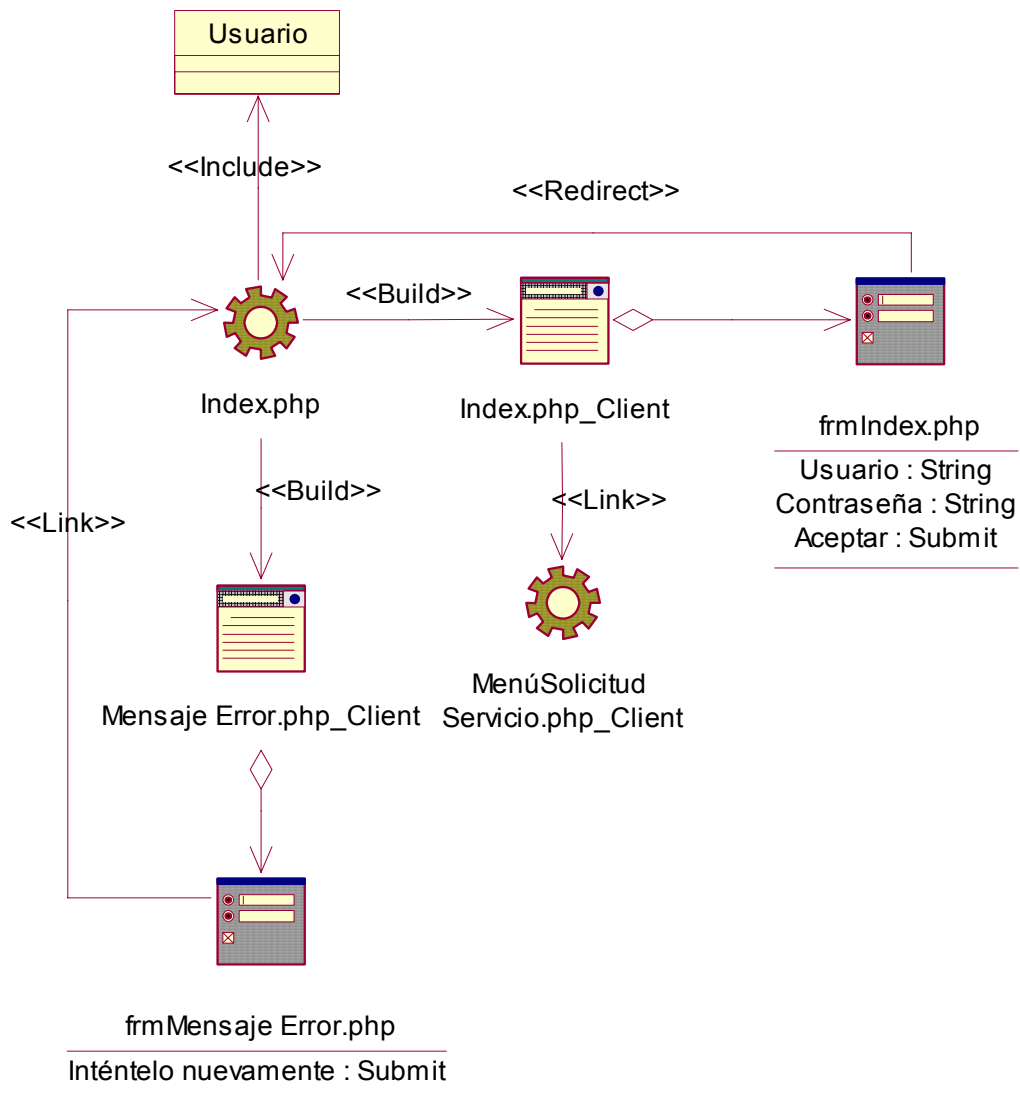 Usuario
<<Include>>
<<Redirect>>
<<Build>>
Index.php
Index.php_Client
frmIndex.php
Usuario : String
Contraseña : String
Aceptar : Submit
<<Build>>
<<Link>>
<<Link>>
MenúSolicitud
Servicio.php_Client
Mensaje Error.php_Client
frmMensaje Error.php
Inténtelo nuevamente : Submit